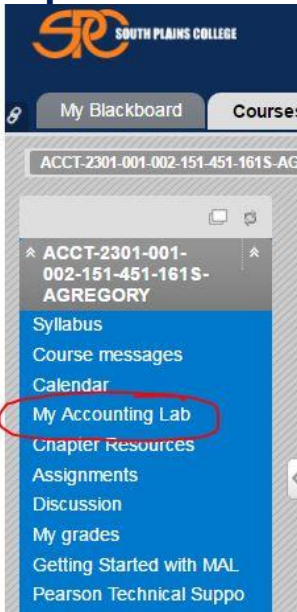 SPC SOUTH PLAINS COLLEGE
My Blackboard Courses
ACCT-2301-001-002-151-451-161S-AG
ACCT-2301-001-
002-151-451-161S-
AGREGORY
Syllabus
Course messages
Calendar
My Accounting Lab
Chapter Resources
Assignments
Discussion
My grades
Getting Started with MAL
Pearson Technical Suppo